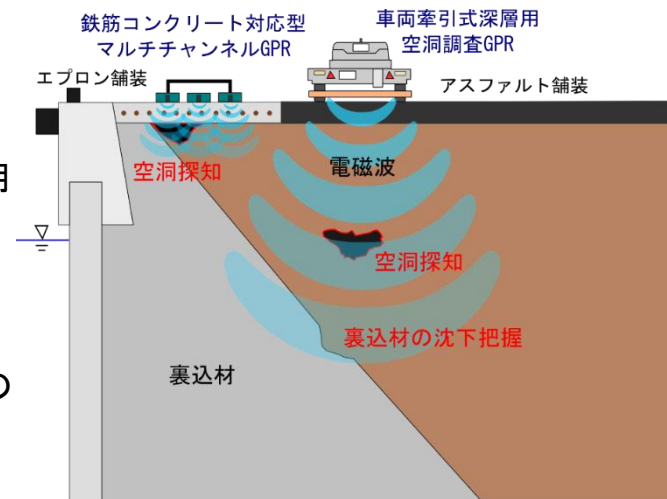 鉄筋コンクリート対応型
マルチチャンネルGPR
車両牽引式深層用
空洞調査GPR
エプロン舗装
アスファルト舗装
空洞探知
電磁波
用
空洞探知
裏込材の沈下把握
裏込材
の